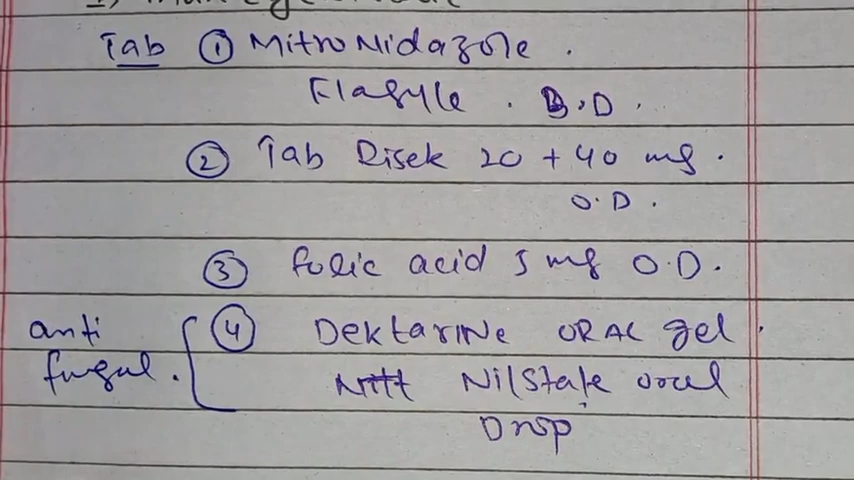 Tab ① MitroNidazole .
Flagyle . B.D .
② Tab Risek 20 + 40 mg .
O.D .
③ folic acid 5 mg O.D .
anti ④ Dektarine ORAL gel .
fungal . Nilstate oral
Drop